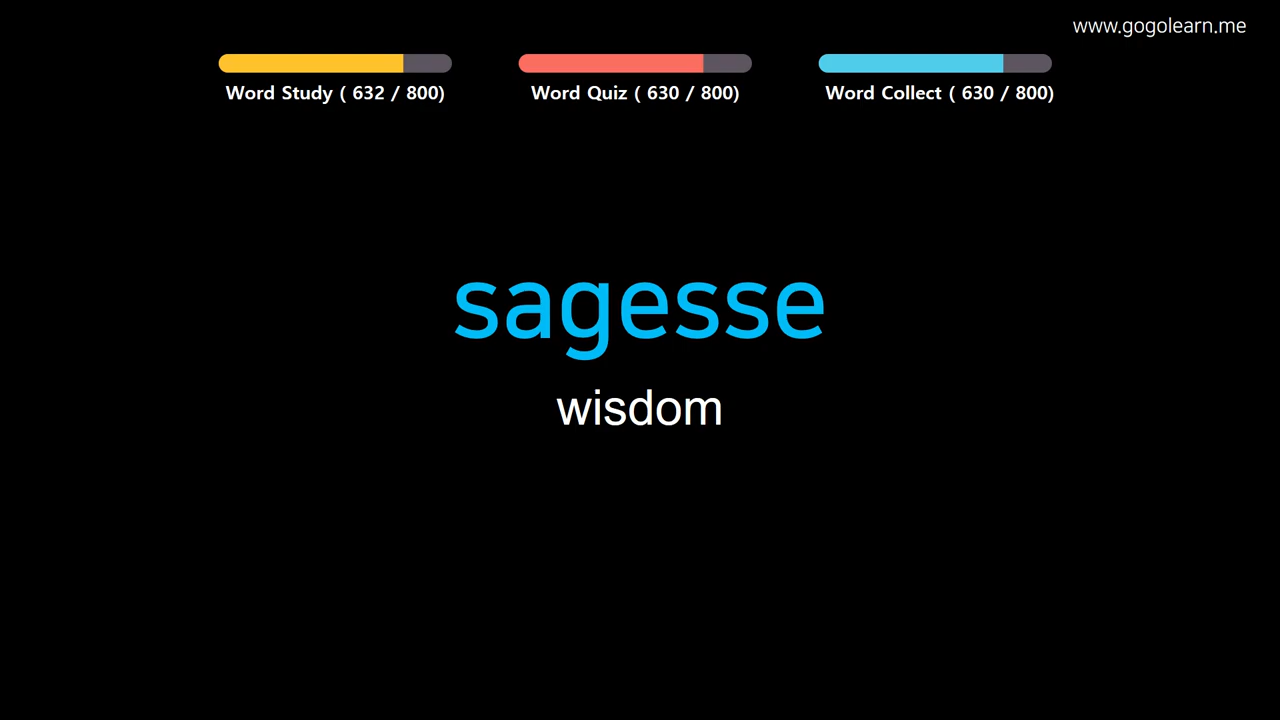 www.gogolearn.me
Word Study ( 632 / 800)
Word Quiz ( 630 / 800)
Word Collect ( 630 / 800)
sagesse
wisdom